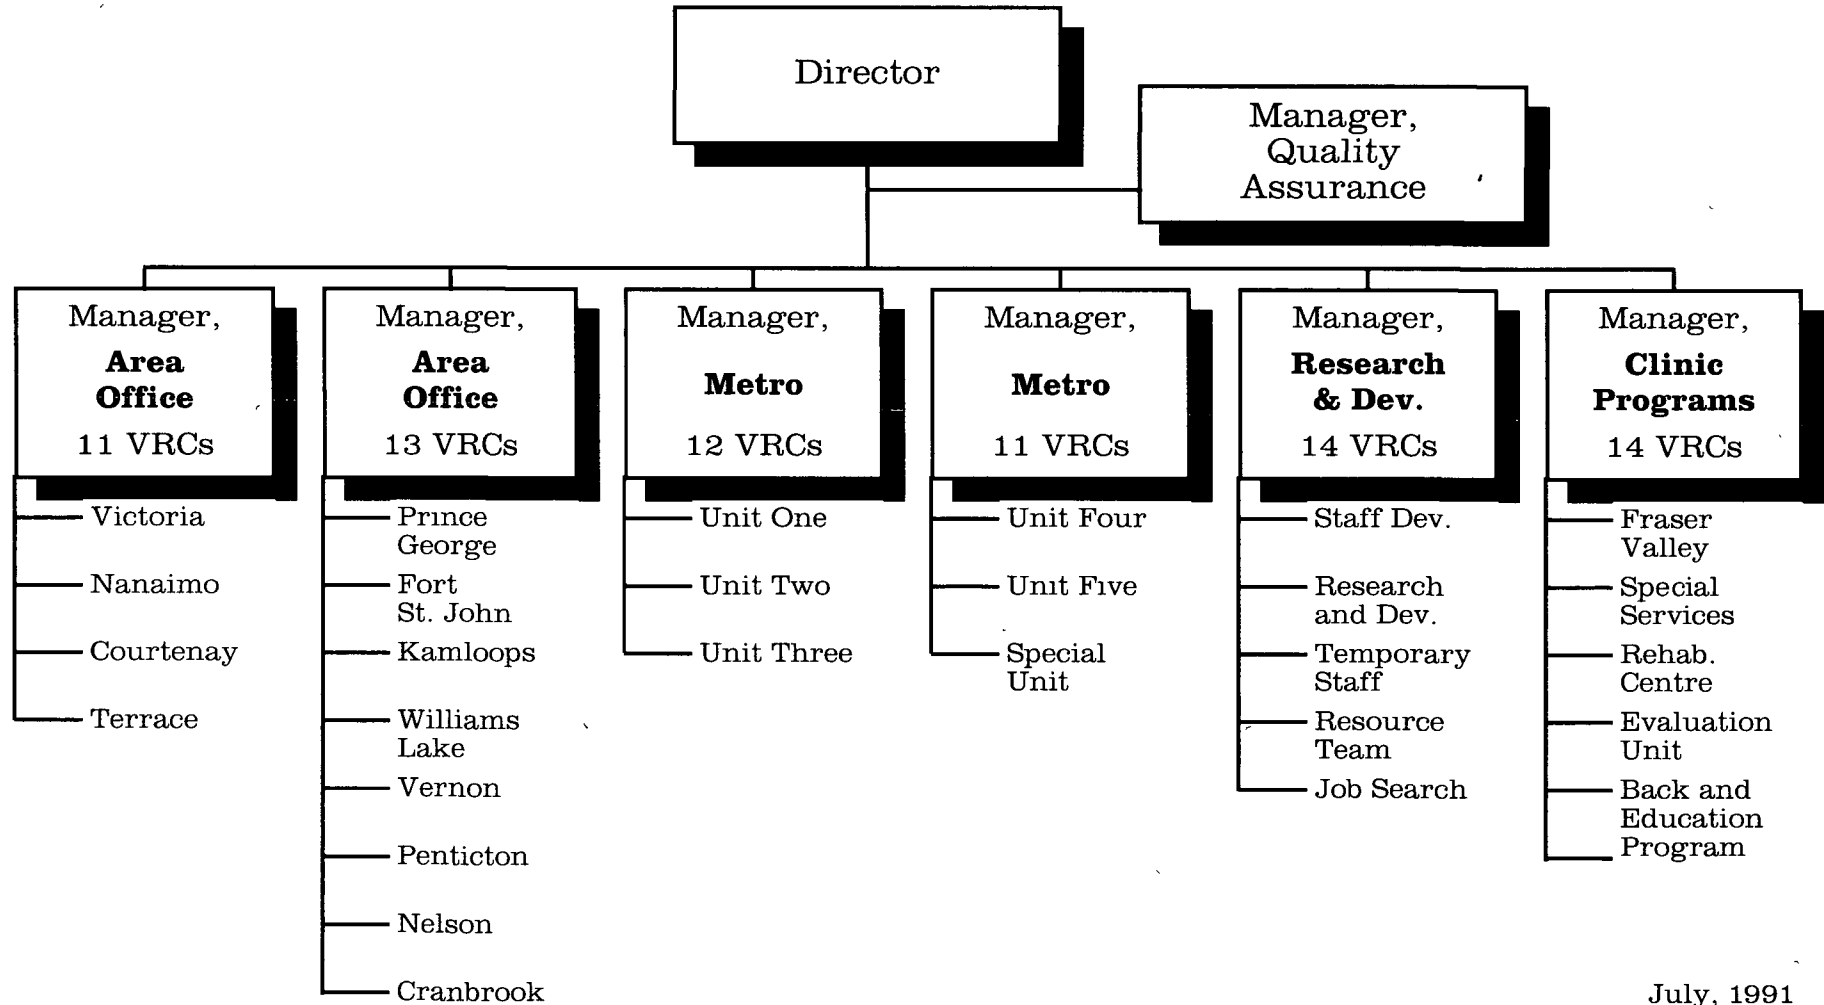 Director
Manager,
Quality
Assurance
Manager,
Area
Office
11 VRCs
Victoria
Nanaimo
Courtenay
Terrace
Manager,
Area
Office
13 VRCs
Prince
George
Fort
St. John
Kamloops
Williams
Lake
Vernon
Penticton
Nelson
Cranbrook
Manager,
Metro
12 VRCs
Unit One
Unit Two
Unit Three
Manager,
Metro
11 VRCs
Unit Four
Unit Five
Special
Unit
Manager,
Research
& Dev.
14 VRCs
Staff Dev.
Research
and Dev.
Temporary
Staff
Resource
Team
Job Search
Manager,
Clinic
Programs
14 VRCs
Fraser
Valley
Special
Services
Rehab.
Centre
Evaluation
Unit
Back and
Education
Program
July, 1991